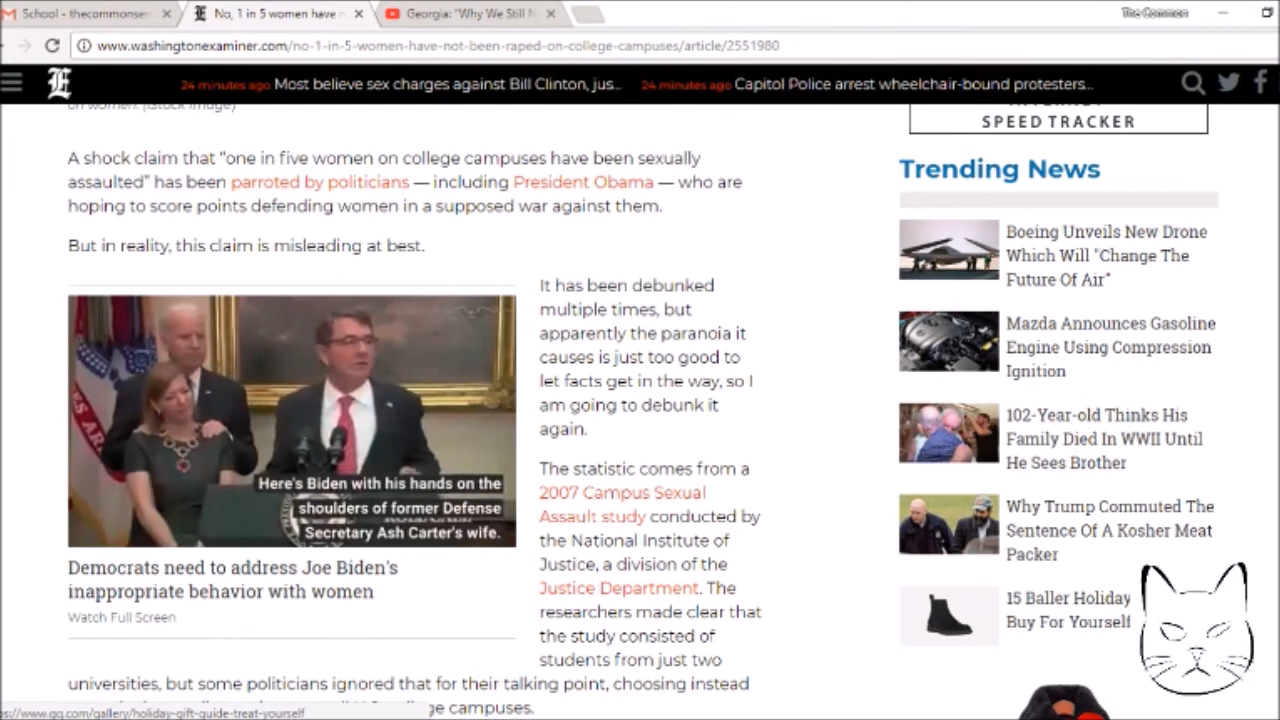 School - thecommonse
No, 1 in 5 women have
Georgia: "Why We Still
The Common
www.washingtonexaminer.com/no-1-in-5-women-have-not-been-raped-on-college-campuses/article/2551980
24 minutes ago Most believe sex charges against Bill Clinton, jus... 24 minutes ago Capitol Police arrest wheelchair-bound protesters...
on women. (iStock image)
SPEED TRACKER
A shock claim that "one in five women on college campuses have been sexually
assaulted" has been parroted by politicians — including President Obama — who are
hoping to score points defending women in a supposed war against them.
But in reality, this claim is misleading at best.
Here's Biden with his hands on the
shoulders of former Defense
Secretary Ash Carter's wife.
Democrats need to address Joe Biden's
inappropriate behavior with women
Watch Full Screen
It has been debunked
multiple times, but
apparently the paranoia it
causes is just too good to
let facts get in the way, so I
am going to debunk it
again.
The statistic comes from a
2007 Campus Sexual
Assault study conducted by
the National Institute of
Justice, a division of the
Justice Department. The
researchers made clear that
the study consisted of
students from just two
universities, but some politicians ignored that for their talking point, choosing instead
ge campuses.
Trending News
Boeing Unveils New Drone
Which Will "Change The
Future Of Air"
Mazda Announces Gasoline
Engine Using Compression
Ignition
102-Year-old Thinks His
Family Died In WWII Until
He Sees Brother
Why Trump Commuted The
Sentence Of A Kosher Meat
Packer
15 Baller Holiday
Buy For Yourself
s://www.gq.com/gallery/holiday-gift-guide-treat-yourself